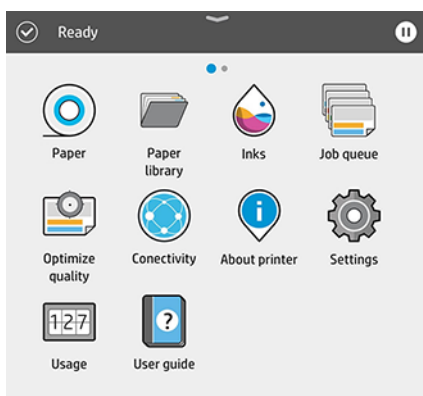 Ready
Paper
Paper
library
Inks
Job queue
Optimize
quality
Conectivity
About printer
Settings
127
Usage
User guide